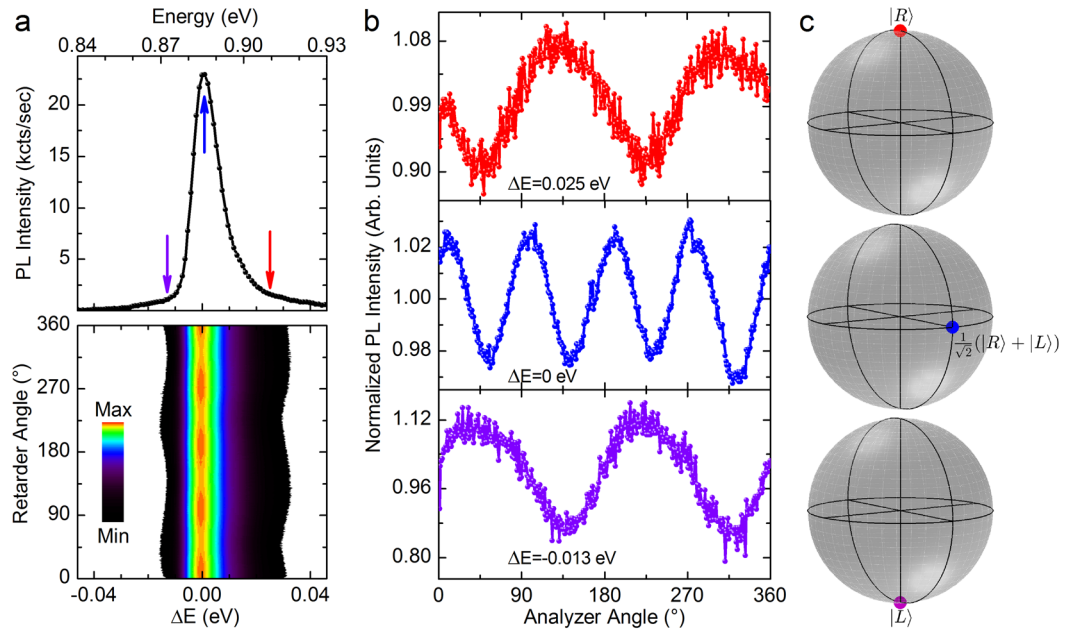 a
Energy (eV)
0.84 0.87 0.90 0.93
PL Intensity (kcts/sec)
20
15
10
5
Retarder Angle (°)
360
270
180
90
0
Max
Min
-0.04 0.00 0.04
ΔE (eV)
b
Normalized PL Intensity (Arb. Units)
1.08
0.99
0.90
ΔE=0.025 eV
1.02
1.00
0.98
ΔE=0 eV
1.12
0.96
0.80
ΔE=-0.013 eV
0 90 180 270 360
Analyzer Angle (°)
c
|R⟩
1/√2(|R⟩ + |L⟩)
|L⟩